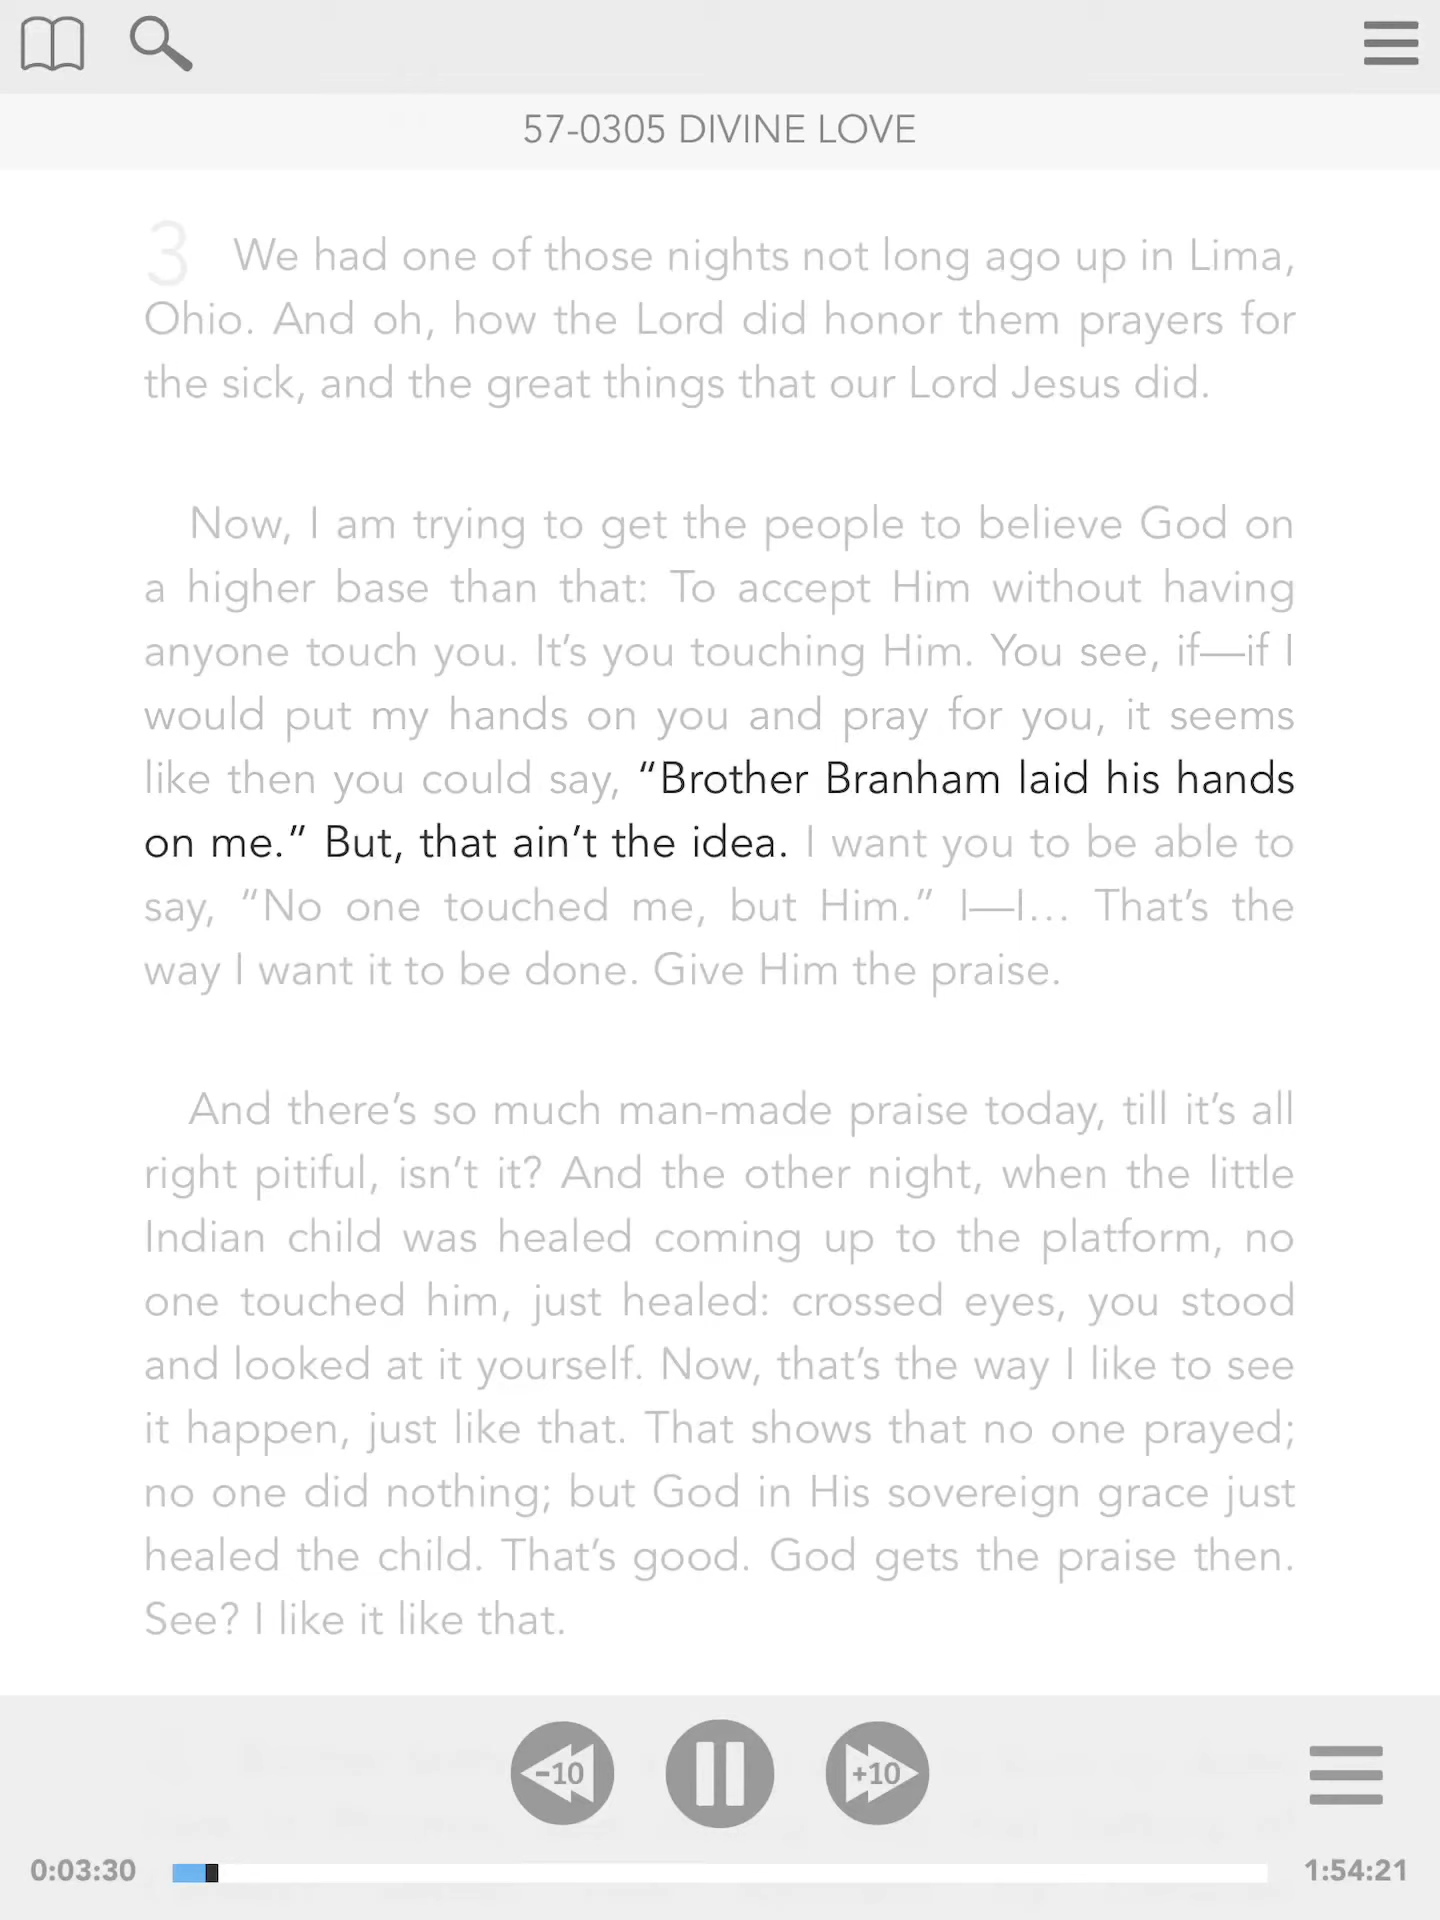 57-0305 DIVINE LOVE
3 We had one of those nights not long ago up in Lima,
Ohio. And oh, how the Lord did honor them prayers for
the sick, and the great things that our Lord Jesus did.
Now, I am trying to get the people to believe God on
a higher base than that: To accept Him without having
anyone touch you. It’s you touching Him. You see, if—if I
would put my hands on you and pray for you, it seems
like then you could say, “Brother Branham laid his hands
on me.” But, that ain’t the idea. I want you to be able to
say, “No one touched me, but Him.” I—I… That’s the
way I want it to be done. Give Him the praise.
And there’s so much man-made praise today, till it’s all
right pitiful, isn’t it? And the other night, when the little
Indian child was healed coming up to the platform, no
one touched him, just healed: crossed eyes, you stood
and looked at it yourself. Now, that’s the way I like to see
it happen, just like that. That shows that no one prayed;
no one did nothing; but God in His sovereign grace just
healed the child. That’s good. God gets the praise then.
See? I like it like that.
-10 +10
0:03:30 1:54:21